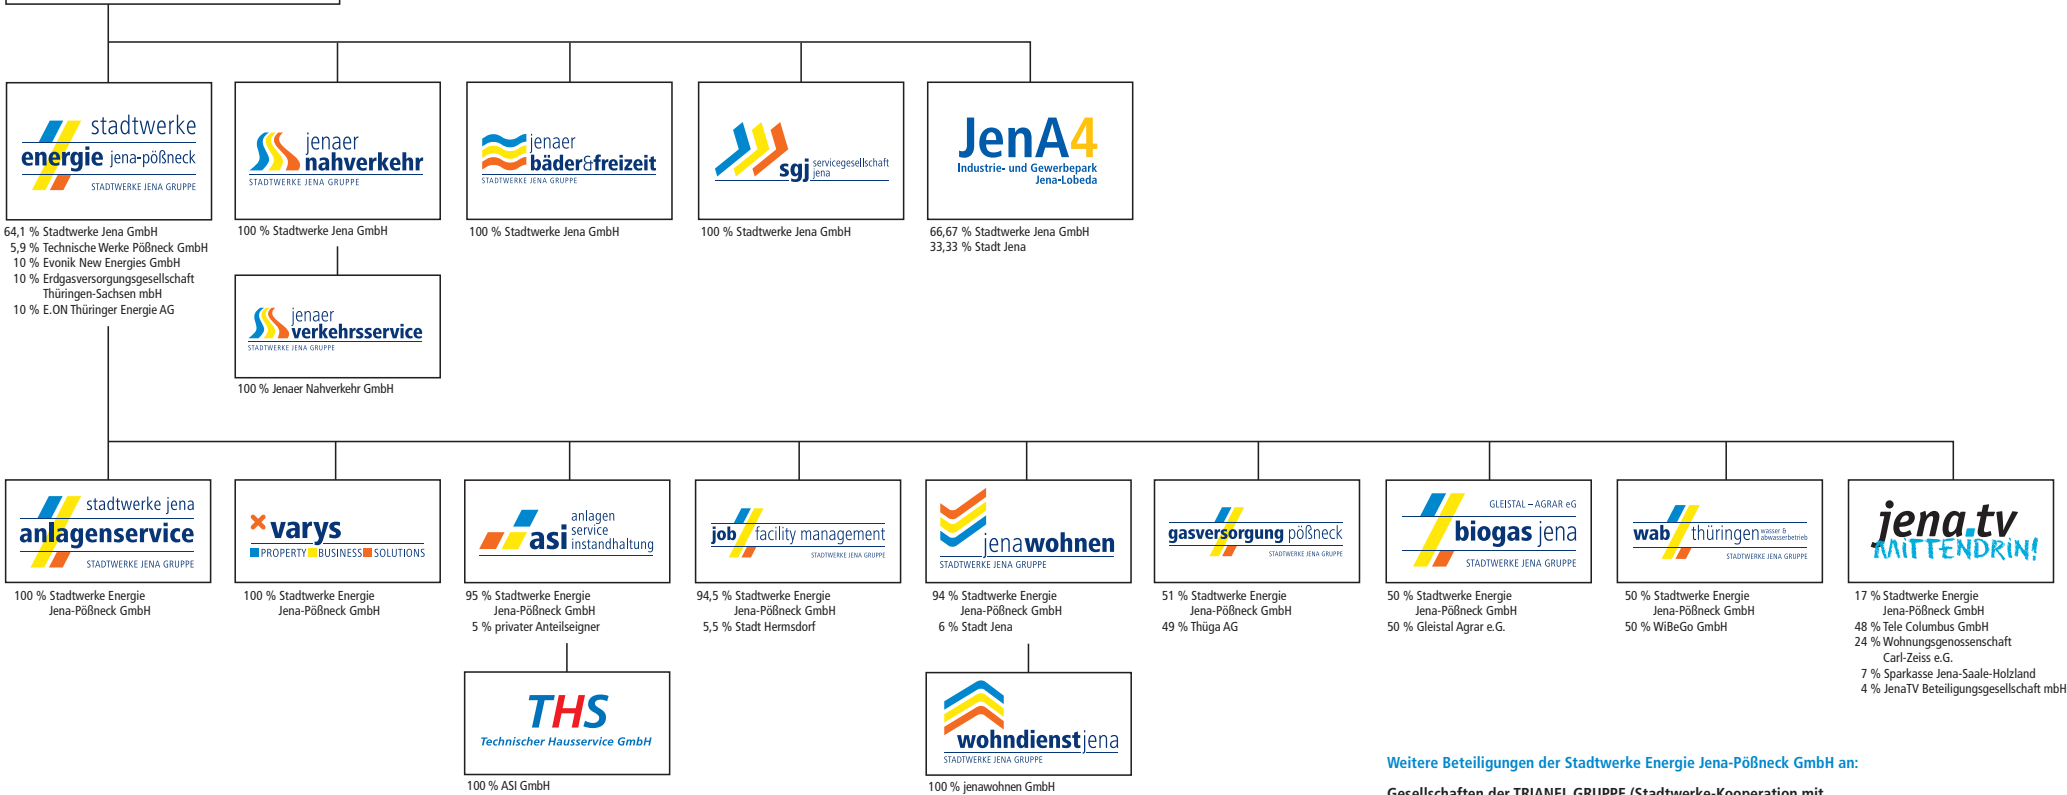 stadtwerke
energie jena-pößneck
STADTWERKE JENA GRUPPE
64,1 % Stadtwerke Jena GmbH
5,9 % Technische Werke Pößneck GmbH
10 % Evonik New Energies GmbH
10 % Erdgasversorgungsgesellschaft
Thüringen-Sachsen mbH
10 % E.ON Thüringer Energie AG
jenaer
nahverkehr
STADTWERKE JENA GRUPPE
100 % Stadtwerke Jena GmbH
jenaer
bäder&freizeit
STADTWERKE JENA GRUPPE
100 % Stadtwerke Jena GmbH
sgj servicegesellschaft
jena
100 % Stadtwerke Jena GmbH
JenA4
Industrie- und Gewerbepark
Jena-Lobeda
66,67 % Stadtwerke Jena GmbH
33,33 % Stadt Jena
jenaer
verkehrsservice
STADTWERKE JENA GRUPPE
100 % Jenaer Nahverkehr GmbH
stadtwerke jena
anlagenservice
STADTWERKE JENA GRUPPE
100 % Stadtwerke Energie
Jena-Pößneck GmbH
varys
PROPERTY BUSINESS SOLUTIONS
100 % Stadtwerke Energie
Jena-Pößneck GmbH
asi anlagen
service
instandhaltung
95 % Stadtwerke Energie
Jena-Pößneck GmbH
5 % privater Anteilseigner
job facility management
STADTWERKE JENA GRUPPE
94,5 % Stadtwerke Energie
Jena-Pößneck GmbH
5,5 % Stadt Hermsdorf
jenawohnen
STADTWERKE JENA GRUPPE
94 % Stadtwerke Energie
Jena-Pößneck GmbH
6 % Stadt Jena
gasversorgung pößneck
STADTWERKE JENA GRUPPE
51 % Stadtwerke Energie
Jena-Pößneck GmbH
49 % Thüga AG
GLEISTAL – AGRAR eG
biogas jena
STADTWERKE JENA GRUPPE
50 % Stadtwerke Energie
Jena-Pößneck GmbH
50 % Gleistal Agrar e.G.
wab thüringen wasser &
abwasserbetrieb
STADTWERKE JENA GRUPPE
50 % Stadtwerke Energie
Jena-Pößneck GmbH
50 % WiBeGo GmbH
jena.tv
MITTENDRIN!
17 % Stadtwerke Energie
Jena-Pößneck GmbH
48 % Tele Columbus GmbH
24 % Wohnungsgenossenschaft
Carl-Zeiss e.G.
7 % Sparkasse Jena-Saale-Holzland
4 % JenaTV Beteiligungsgesellschaft mbH
THS
Technischer Hausservice GmbH
100 % ASI GmbH
wohndienstjena
STADTWERKE JENA GRUPPE
100 % jenawohnen GmbH
Weitere Beteiligungen der Stadtwerke Energie Jena-Pößneck GmbH an:
Gesellschaften der TRIANEL GRUPPE (Stadtwerke-Kooperation mit